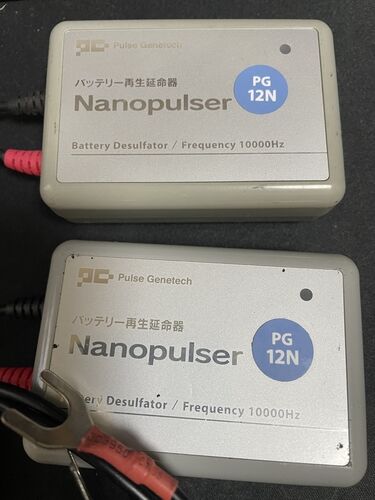 Pulse Genetech
バッテリー再生延命器
Nanopulser
PG
12N
Battery Desulfator / Frequency 10000Hz
Pulse Genetech
バッテリー再生延命器
Nanopulser
PG
12N
ttery Desulfator / Frequency 10000Hz